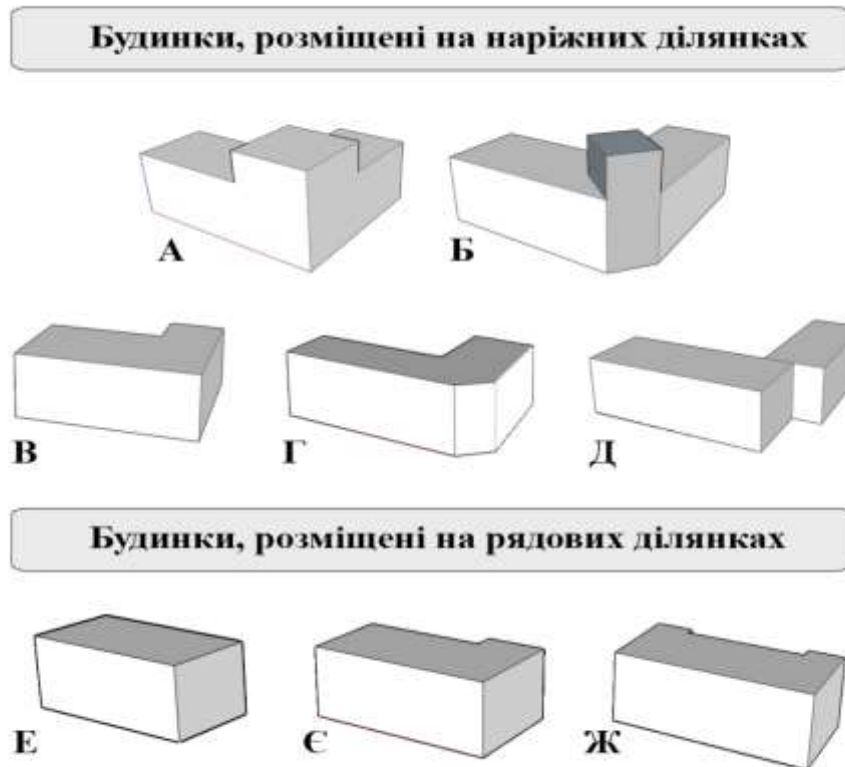 Будинки, розміщені на наріжних ділянках
А
Б
В
Г
Д
Будинки, розміщені на рядових ділянках
Е
Є
Ж